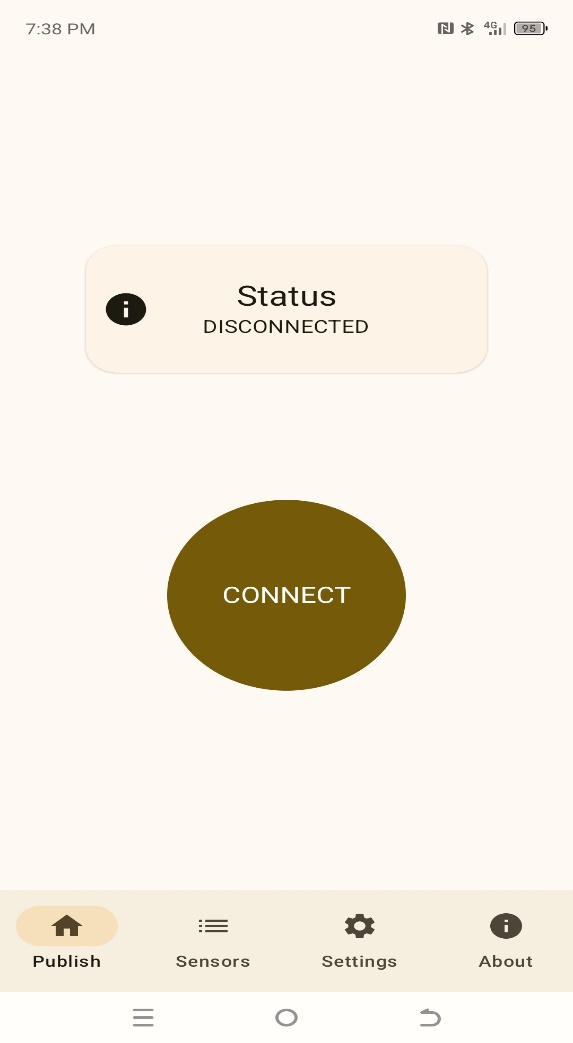 7:38 PM
4G
95
Status
DISCONNECTED
CONNECT
Publish
Sensors
Settings
About